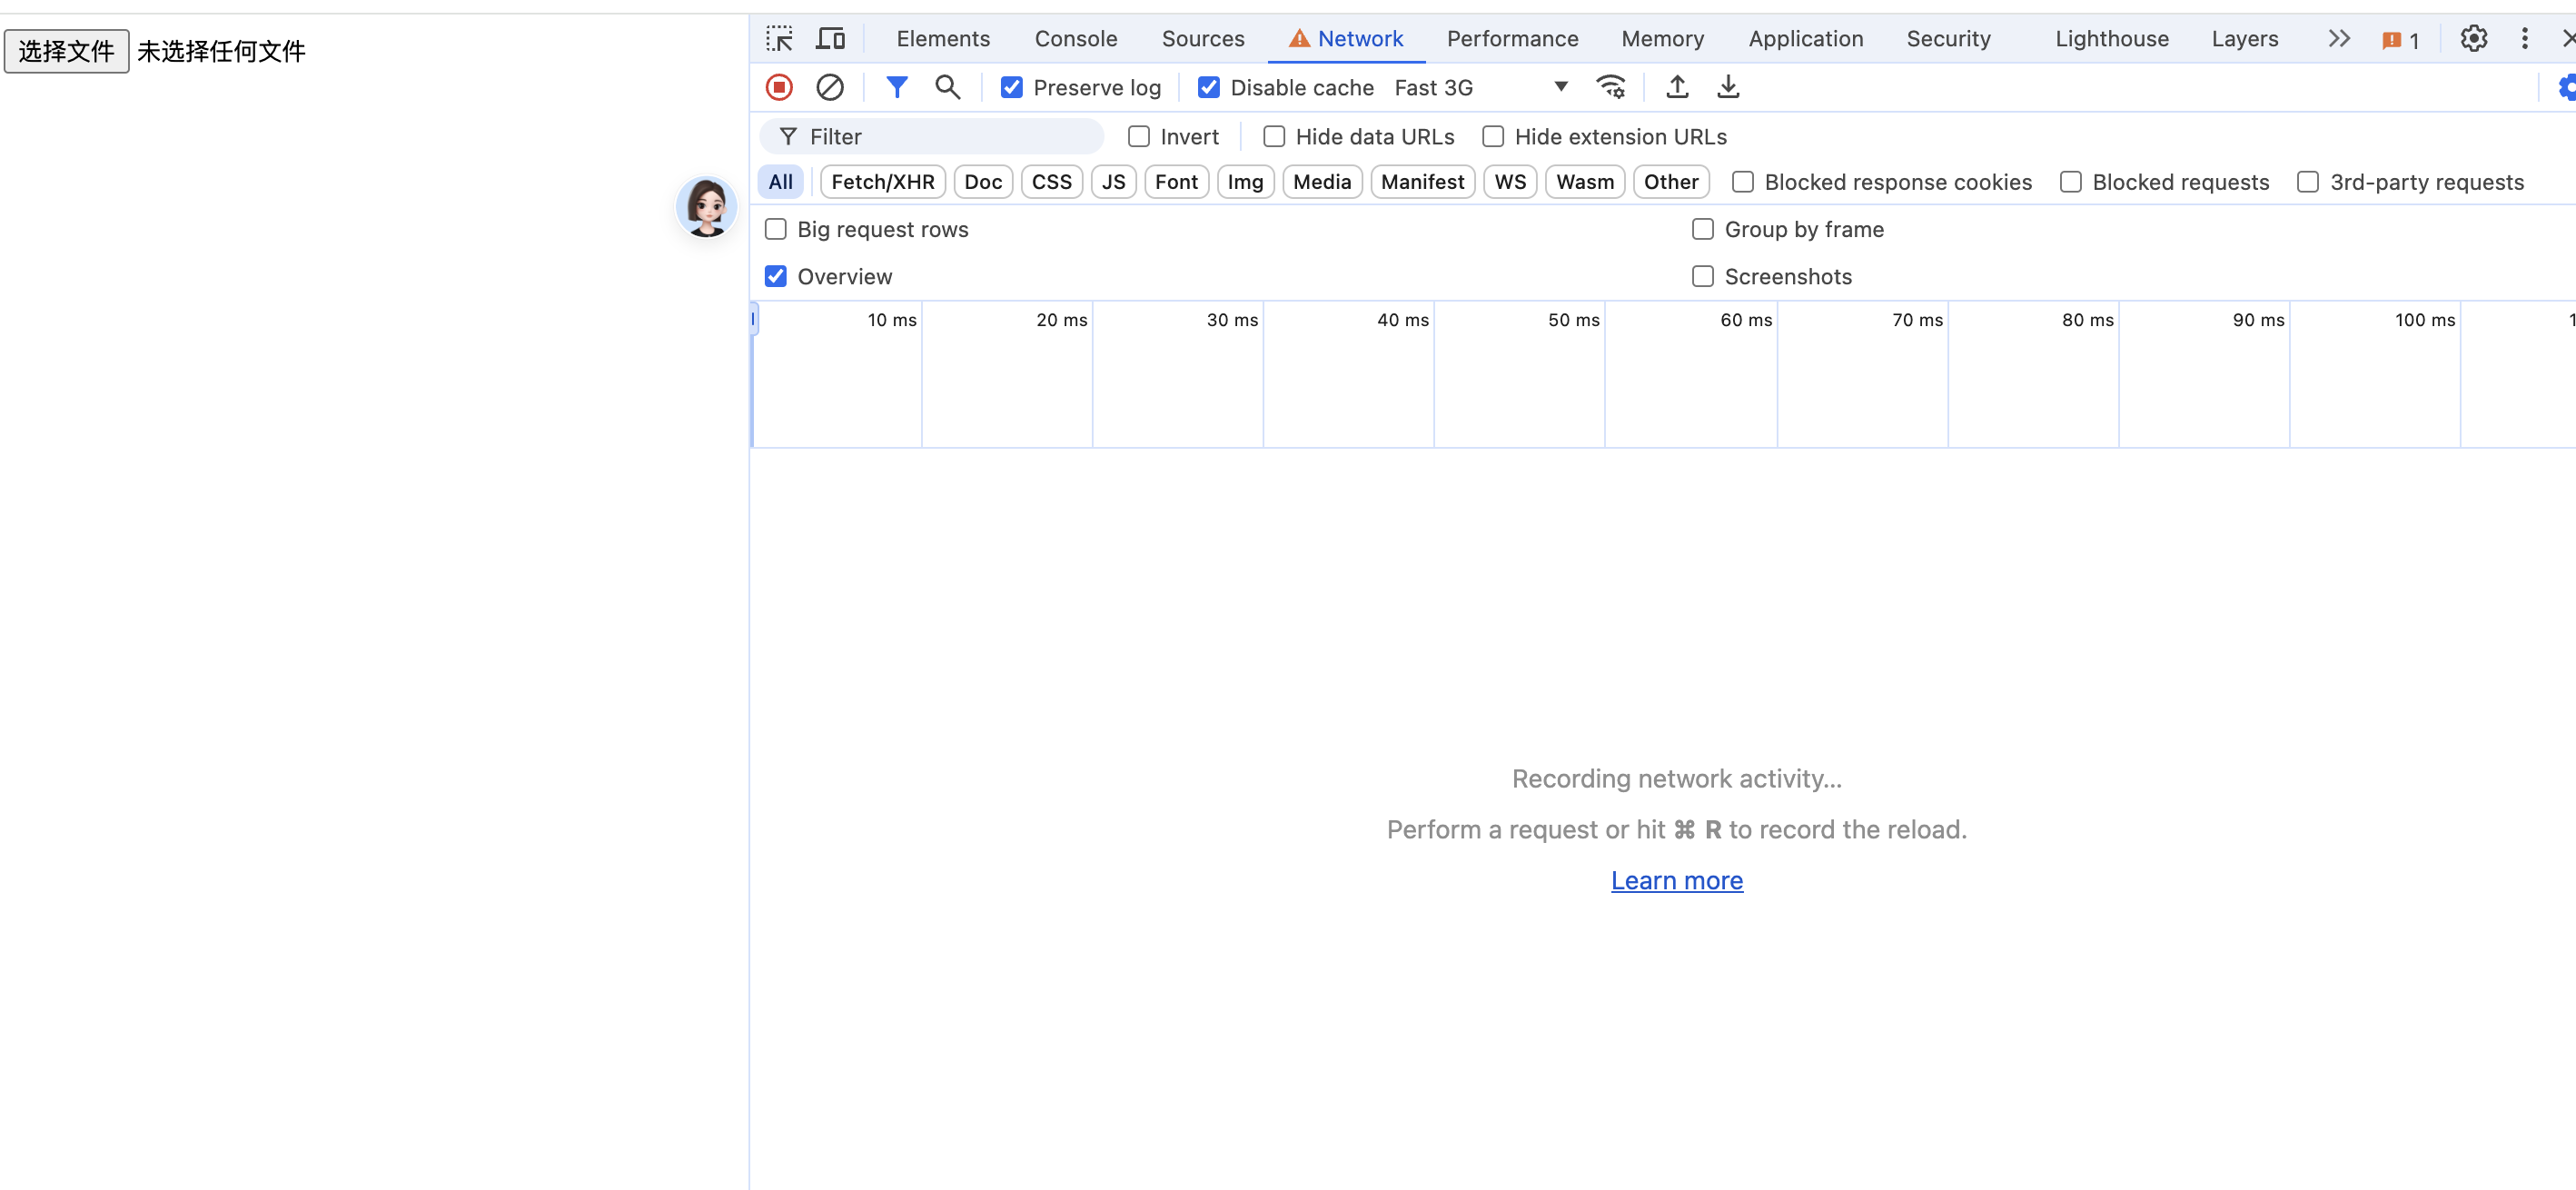 选择文件 未选择任何文件
Elements Console Sources Network Performance Memory Application Security Lighthouse Layers 1
Preserve log Disable cache Fast 3G
Filter Invert Hide data URLs Hide extension URLs
All Fetch/XHR Doc CSS JS Font Img Media Manifest WS Wasm Other Blocked response cookies Blocked requests 3rd-party requests
Big request rows Group by frame
Overview Screenshots
10 ms 20 ms 30 ms 40 ms 50 ms 60 ms 70 ms 80 ms 90 ms 100 ms
Recording network activity...
Perform a request or hit ⌘ R to record the reload.
Learn more